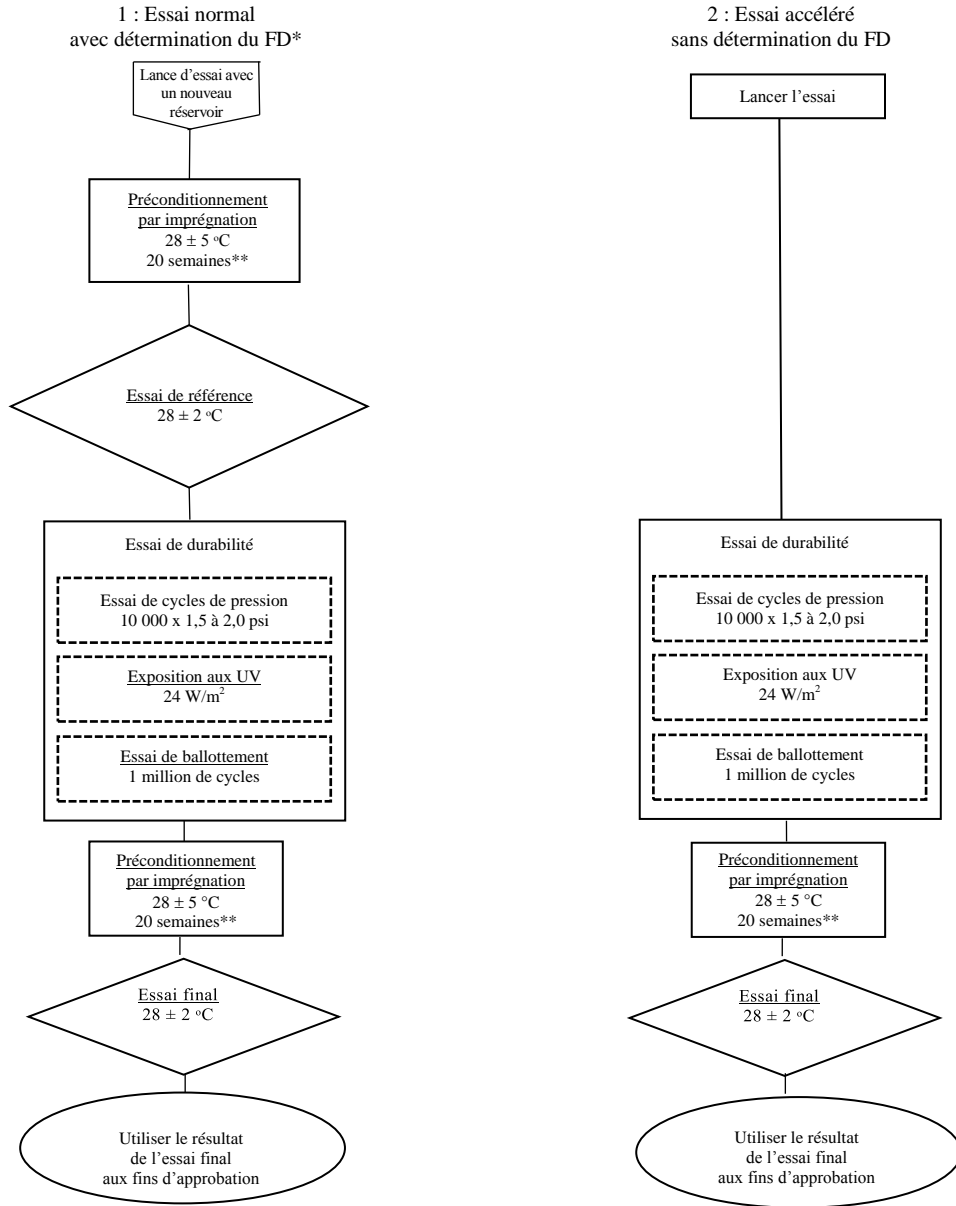 1 : Essai normal
avec détermination du FD*
Lance d’essai avec
un nouveau
réservoir
Préconditionnement
par imprégnation
28 ± 5 °C
20 semaines**
Essai de référence
28 ± 2 °C
Essai de durabilité
Essai de cycles de pression
10 000 x 1,5 à 2,0 psi
Exposition aux UV
24 W/m²
Essai de ballottement
1 million de cycles
Préconditionnement
par imprégnation
28 ± 5 °C
20 semaines**
Essai final
28 ± 2 °C
Utiliser le résultat
de l’essai final
aux fins d’approbation
2 : Essai accéléré
sans détermination du FD
Lancer l’essai
Essai de durabilité
Essai de cycles de pression
10 000 x 1,5 à 2,0 psi
Exposition aux UV
24 W/m²
Essai de ballottement
1 million de cycles
Préconditionnement
par imprégnation
28 ± 5 °C
20 semaines**
Essai final
28 ± 2 °C
Utiliser le résultat
de l’essai final
aux fins d’approbation